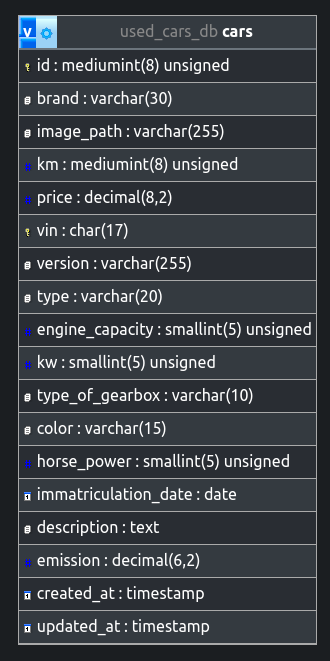 v used_cars_db cars
id : mediumint(8) unsigned
brand : varchar(30)
image_path : varchar(255)
km : mediumint(8) unsigned
price : decimal(8,2)
vin : char(17)
version : varchar(255)
type : varchar(20)
engine_capacity : smallint(5) unsigned
kw : smallint(5) unsigned
type_of_gearbox : varchar(10)
color : varchar(15)
horse_power : smallint(5) unsigned
immatriculation_date : date
description : text
emission : decimal(6,2)
created_at : timestamp
updated_at : timestamp